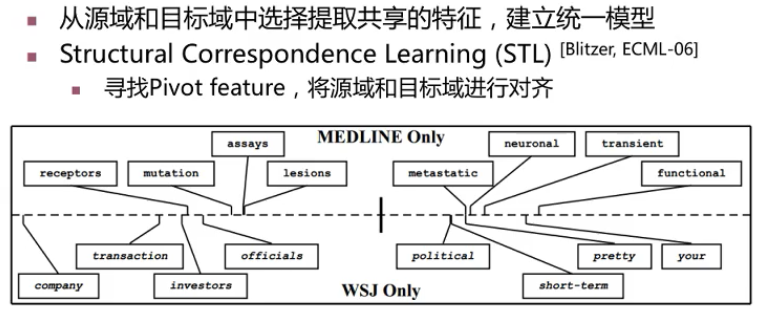 从源域和目标域中选择提取共享的特征，建立统一模型
Structural Correspondence Learning (STL) [Blitzer, ECML-06]
寻找Pivot feature，将源域和目标域进行对齐
MEDLINE Only
assays
neuronal
transient
receptors
mutation
lesions
metastatic
functional
transaction
officials
political
pretty
your
company
investors
WSJ Only
short-term